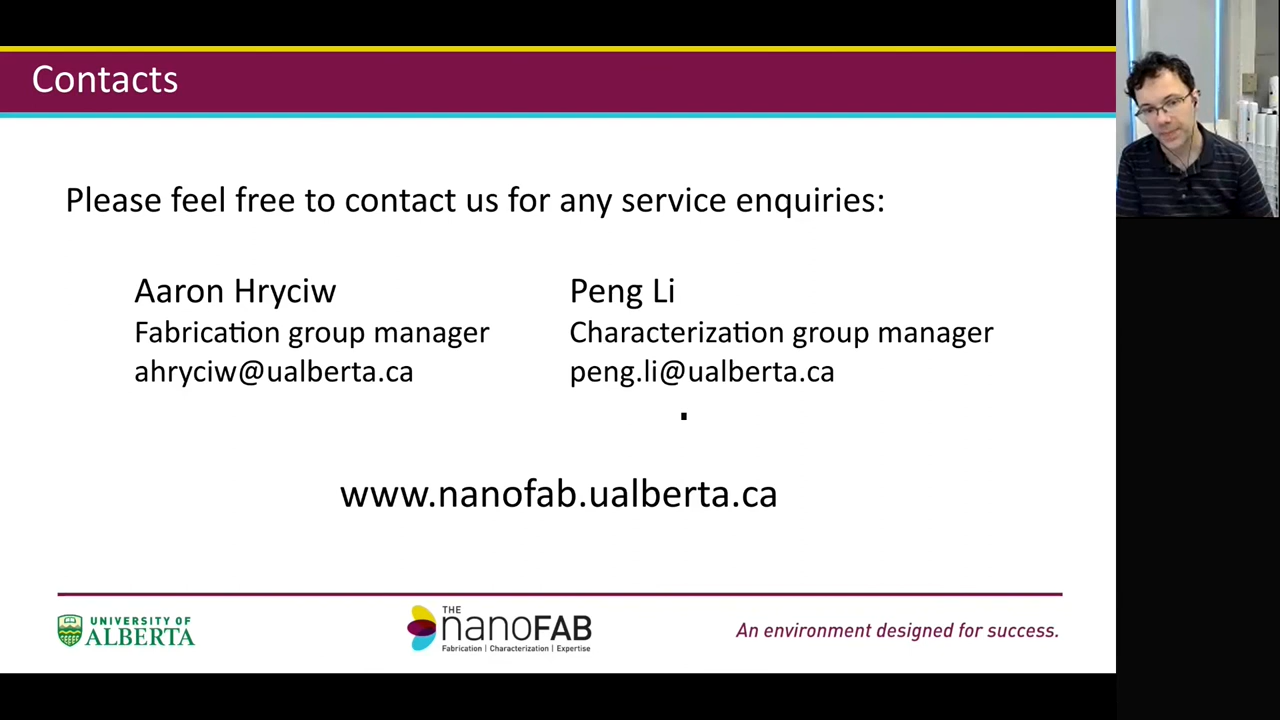 Contacts
Please feel free to contact us for any service enquiries:
Aaron Hryciw
Fabrication group manager
ahryciw@ualberta.ca
Peng Li
Characterization group manager
peng.li@ualberta.ca
www.nanofab.ualberta.ca
UNIVERSITY OF
ALBERTA
THE
nanoFAB
Fabrication | Characterization | Expertise
An environment designed for success.